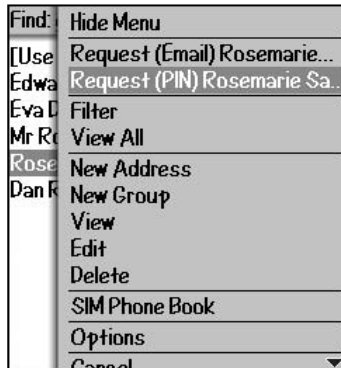 Find:
Hide Menu
[Use
Request (Email) Rosemarie...
Edwa
Request (PIN) Rosemarie Sa..
Eva D
Filter
Mr Ro
View All
Rose
New Address
Dan R
New Group
View
Edit
Delete
SIM Phone Book
Options
Cancel